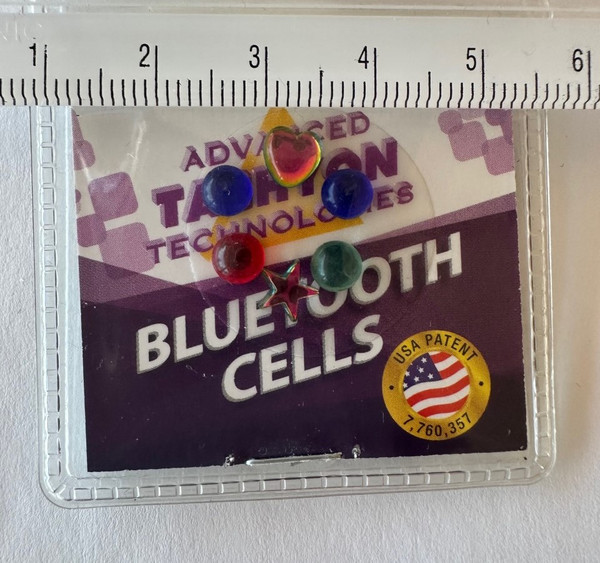 1 2 3 4 5 6
ADVANCED
TACHYON
TECHNOLOGIES
BLUETOOTH
CELLS
USA PATENT
7,760,357